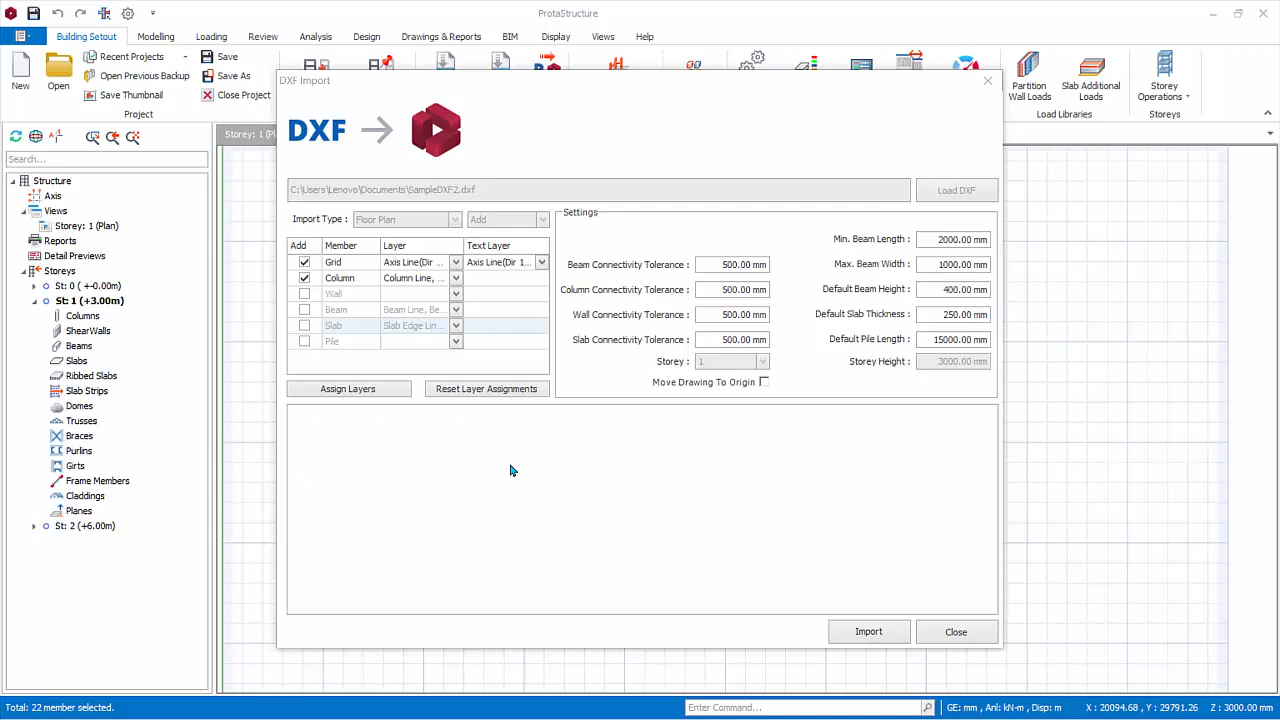 ProtaStructure
Building Setout Modelling Loading Review Analysis Design Drawings & Reports BIM Display Views Help
New
Open
Recent Projects
Open Previous Backup
Save Thumbnail
Save
Save As
Close Project
Project
Partition
Wall Loads
Slab Additional
Loads
Load Libraries
Storey
Operations
Storeys
Search...
Structure
Axis
Views
Storey: 1 (Plan)
Reports
Detail Previews
Storeys
St: 0 ( +-0.00m)
St: 1 (+3.00m)
Columns
ShearWalls
Beams
Slabs
Ribbed Slabs
Slab Strips
Domes
Trusses
Braces
Purlins
Girts
Frame Members
Claddings
Planes
St: 2 (+6.00m)
Storey: 1 (Pl
DXF Import
DXF
C:\Users\Lenovo\Documents\SampleDXF2.dxf
Load DXF
Import Type : Floor Plan Add
Add Member Layer Text Layer
Grid Axis Line(Dir ... Axis Line(Dir 1...
Column Column Line, ...
Wall
Beam Beam Line, Be...
Slab Slab Edge Lin...
Pile
Assign Layers
Reset Layer Assignments
Settings
Beam Connectivity Tolerance : 500.00 mm
Column Connectivity Tolerance : 500.00 mm
Wall Connectivity Tolerance : 500.00 mm
Slab Connectivity Tolerance : 500.00 mm
Storey : 1
Move Drawing To Origin
Min. Beam Length : 2000.00 mm
Max. Beam Width : 1000.00 mm
Default Beam Height : 400.00 mm
Default Slab Thickness : 250.00 mm
Default Pile Length : 15000.00 mm
Storey Height : 3000.00 mm
Import
Close
Total: 22 member selected.
Enter Command...
GE: mm , Anl: kN-m , Disp: m
X : 20094.68 , Y : 29791.26
Z : 3000.00 mm